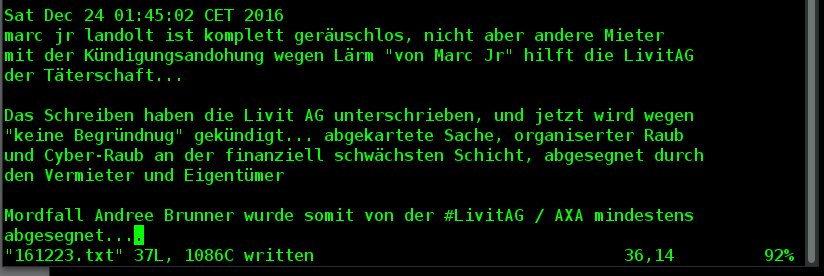 Sat Dec 24 01:45:02 CET 2016
marc jr landolt ist komplett geräuschlos, nicht aber andere Mieter
mit der Kündigungsandohung wegen Lärm "von Marc Jr" hilft die LivitAG
der Täterschaft...
Das Schreiben haben die Livit AG unterschrieben, und jetzt wird wegen
"keine Begründnug" gekündigt... abgekartete Sache, organiserter Raub
und Cyber-Raub an der finanziell schwächsten Schicht, abgesegnet durch
den Vermieter und Eigentümer
Mordfall Andree Brunner wurde somit von der #LivitAG / AXA mindestens
abgesegnet....
"161223.txt" 37L, 1086C written 36,14 92%